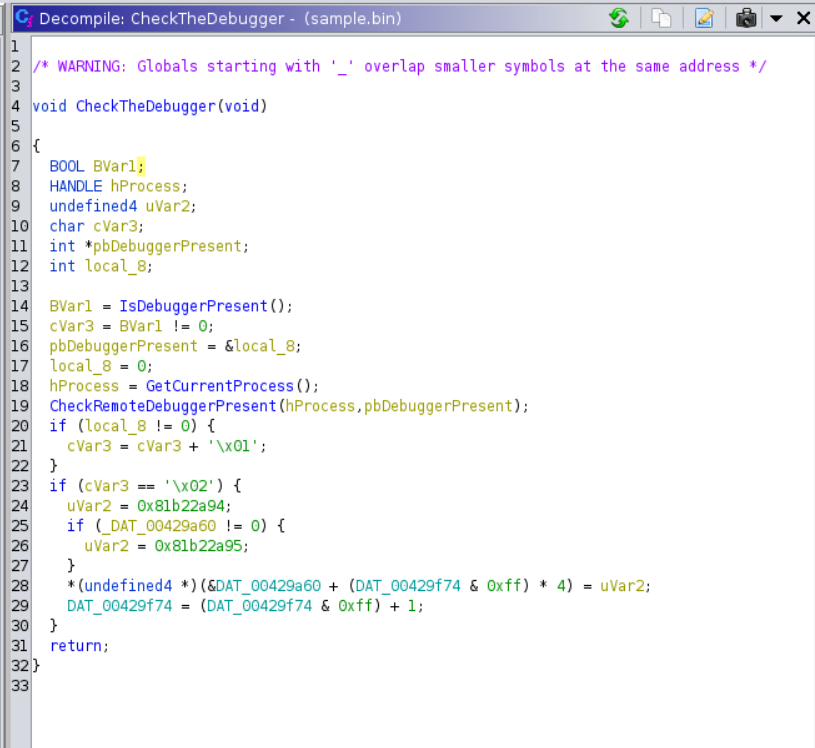 Decompile: CheckTheDebugger - (sample.bin)
1
2 /* WARNING: Globals starting with '_' overlap smaller symbols at the same address */
3
4 void CheckTheDebugger(void)
5
6 {
7   BOOL BVar1;
8   HANDLE hProcess;
9   undefined4 uVar2;
10   char cVar3;
11   int *pbDebuggerPresent;
12   int local_8;
13
14   BVar1 = IsDebuggerPresent();
15   cVar3 = BVar1 != 0;
16   pbDebuggerPresent = &local_8;
17   local_8 = 0;
18   hProcess = GetCurrentProcess();
19   CheckRemoteDebuggerPresent(hProcess,pbDebuggerPresent);
20   if (local_8 != 0) {
21     cVar3 = cVar3 + '\x01';
22   }
23   if (cVar3 == '\x02') {
24     uVar2 = 0x81b22a94;
25     if (_DAT_00429a60 != 0) {
26       uVar2 = 0x81b22a95;
27     }
28     *(undefined4 *)(&DAT_00429a60 + (DAT_00429f74 & 0xff) * 4) = uVar2;
29     DAT_00429f74 = (DAT_00429f74 & 0xff) + 1;
30   }
31   return;
32 }
33